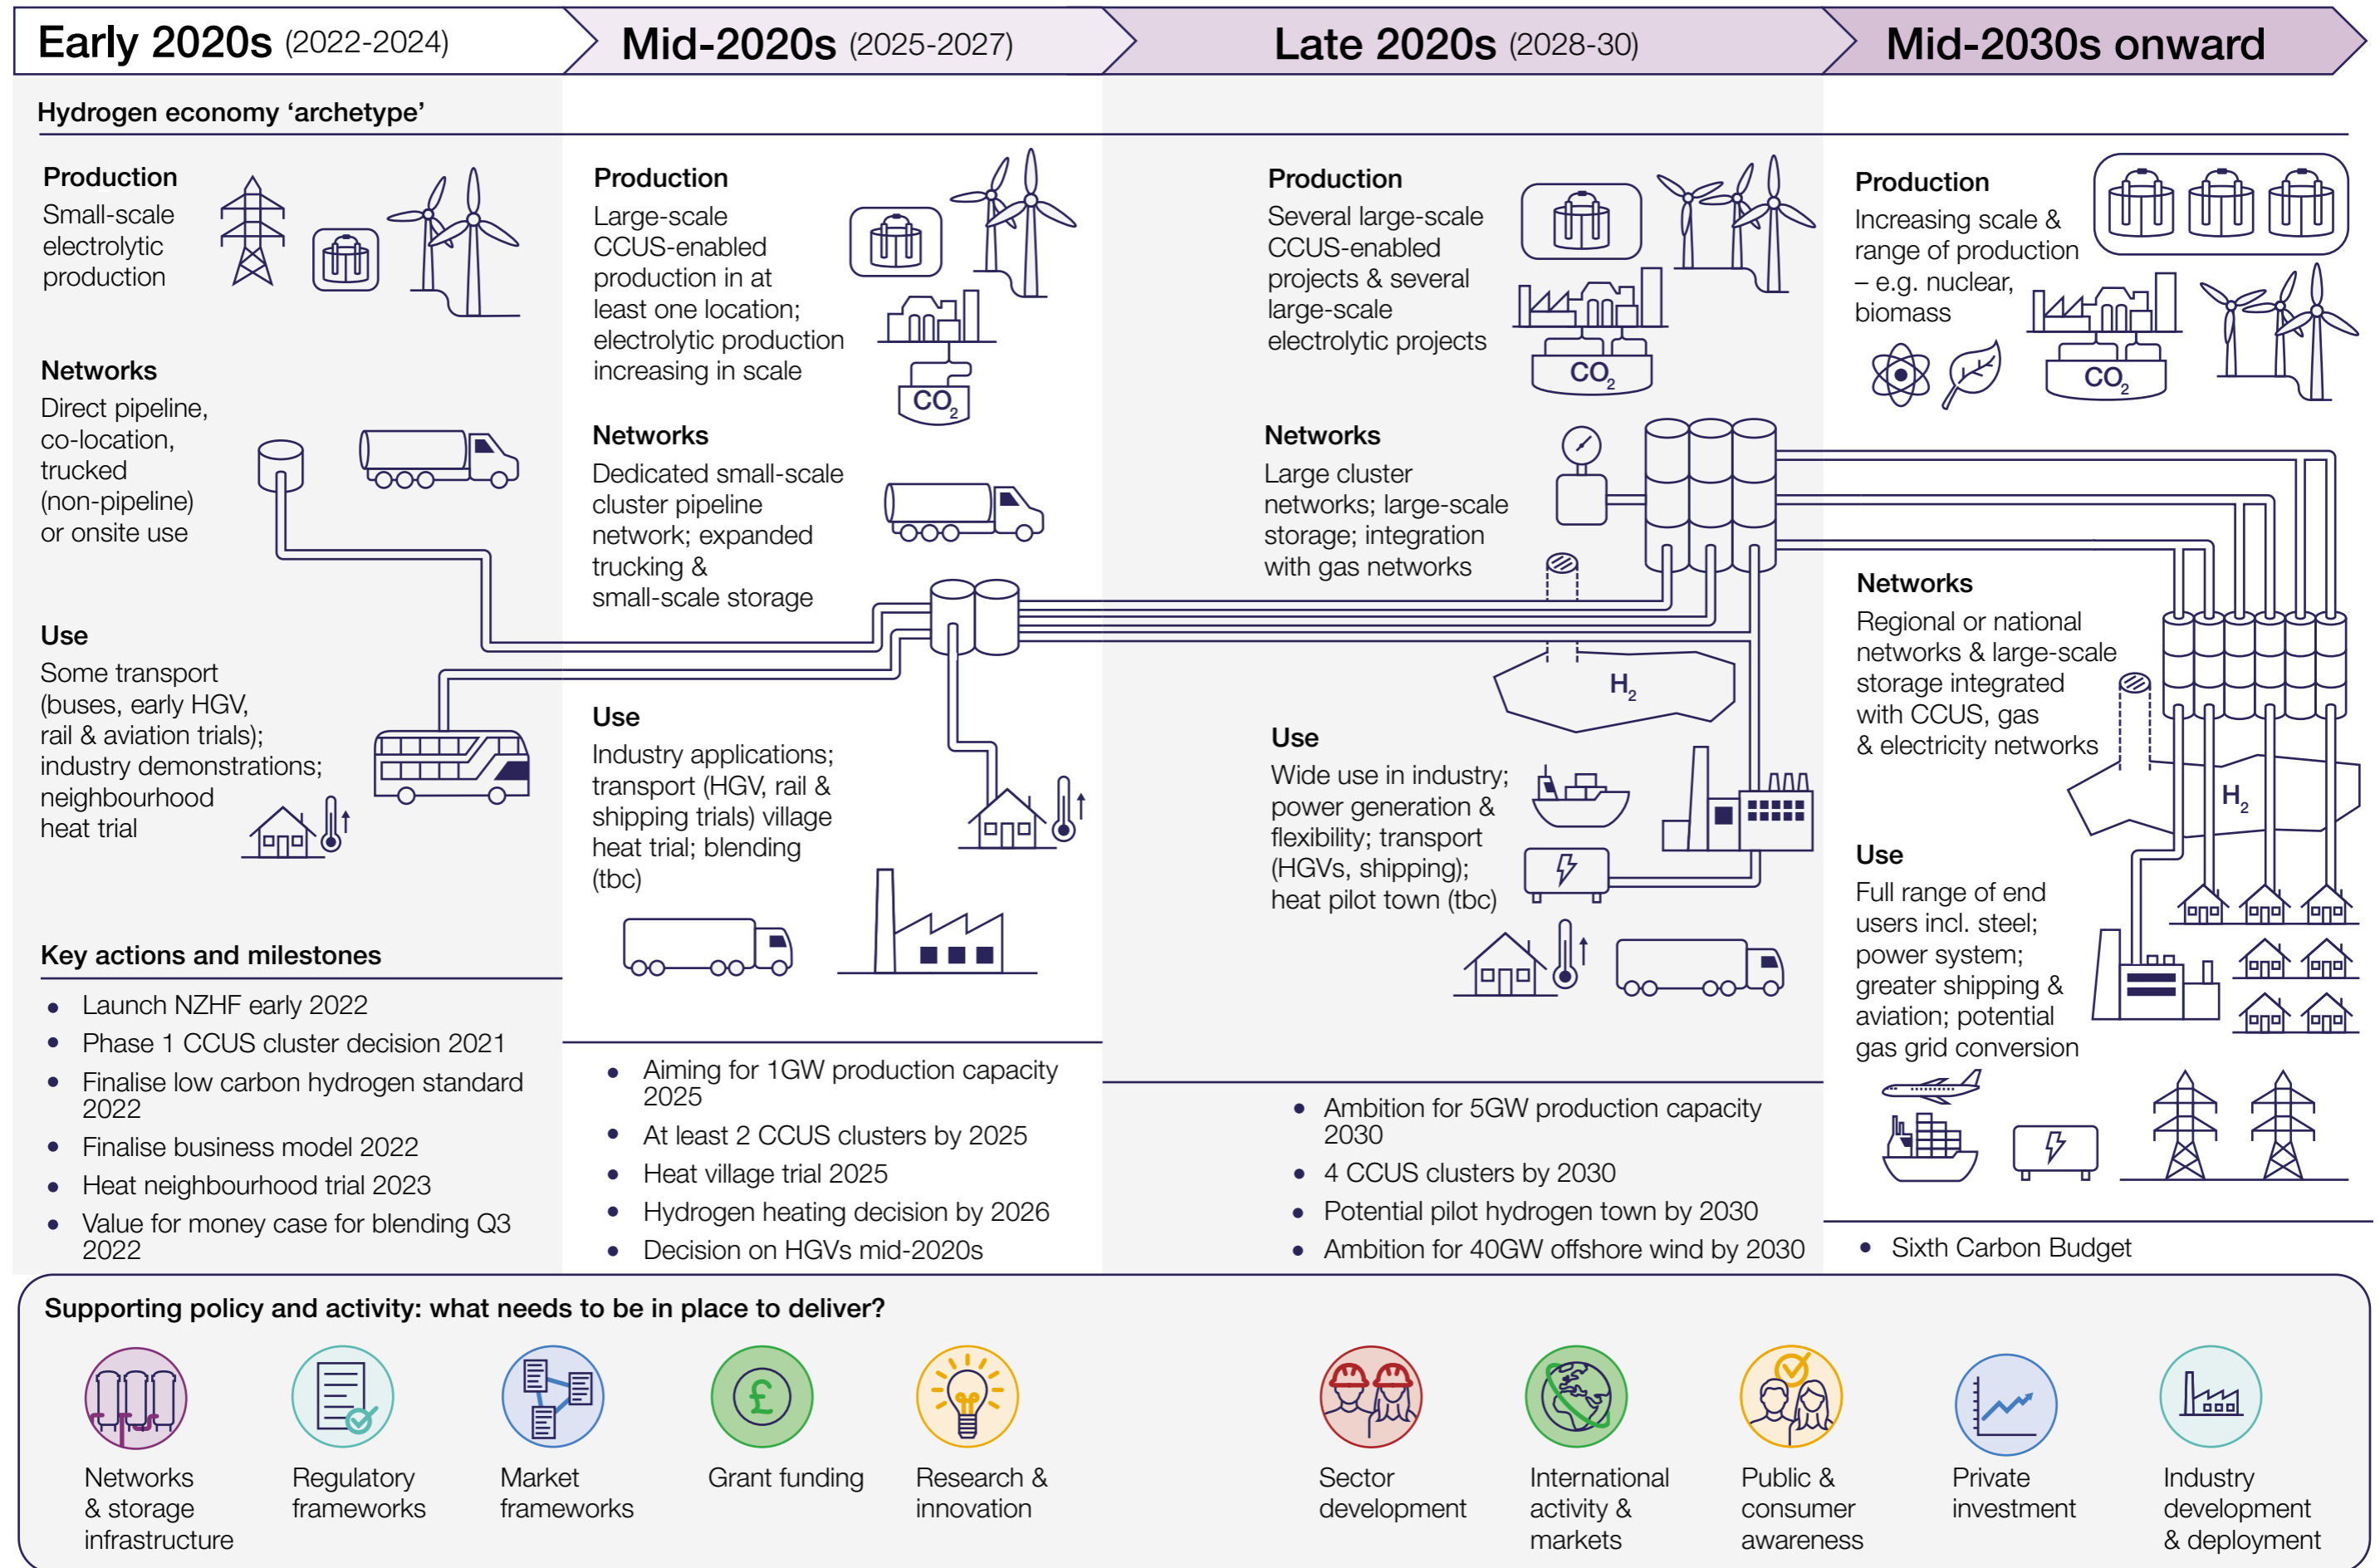 Early 2020s (2022-2024)
Mid-2020s (2025-2027)
Late 2020s (2028-30)
Mid-2030s onward
Hydrogen economy ‘archetype’
Production
Small-scale
electrolytic
production
Networks
Direct pipeline,
co-location,
trucked
(non-pipeline)
or onsite use
Use
Some transport
(buses, early HGV,
rail & aviation trials);
industry demonstrations;
neighbourhood
heat trial
Key actions and milestones
• Launch NZHF early 2022
• Phase 1 CCUS cluster decision 2021
• Finalise low carbon hydrogen standard
2022
• Finalise business model 2022
• Heat neighbourhood trial 2023
• Value for money case for blending Q3
2022
Production
Large-scale
CCUS-enabled
production in at
least one location;
electrolytic production
increasing in scale
CO2
Networks
Dedicated small-scale
cluster pipeline
network; expanded
trucking &
small-scale storage
Use
Industry applications;
transport (HGV, rail &
shipping trials) village
heat trial; blending
(tbc)
• Aiming for 1GW production capacity
2025
• At least 2 CCUS clusters by 2025
• Heat village trial 2025
• Hydrogen heating decision by 2026
• Decision on HGVs mid-2020s
Production
Several large-scale
CCUS-enabled
projects & several
large-scale
electrolytic projects
CO2
Networks
Large cluster
networks; large-scale
storage; integration
with gas networks
H2
Use
Wide use in industry;
power generation &
flexibility; transport
(HGVs, shipping);
heat pilot town (tbc)
• Ambition for 5GW production capacity
2030
• 4 CCUS clusters by 2030
• Potential pilot hydrogen town by 2030
• Ambition for 40GW offshore wind by 2030
Production
Increasing scale &
range of production
– e.g. nuclear,
biomass
CO2
Networks
Regional or national
networks & large-scale
storage integrated
with CCUS, gas
& electricity networks
H2
Use
Full range of end
users incl. steel;
power system;
greater shipping &
aviation; potential
gas grid conversion
• Sixth Carbon Budget
Supporting policy and activity: what needs to be in place to deliver?
£
Networks
& storage
infrastructure
Regulatory
frameworks
Market
frameworks
Grant funding
Research &
innovation
Sector
development
International
activity &
markets
Public &
consumer
awareness
Private
investment
Industry
development
& deployment